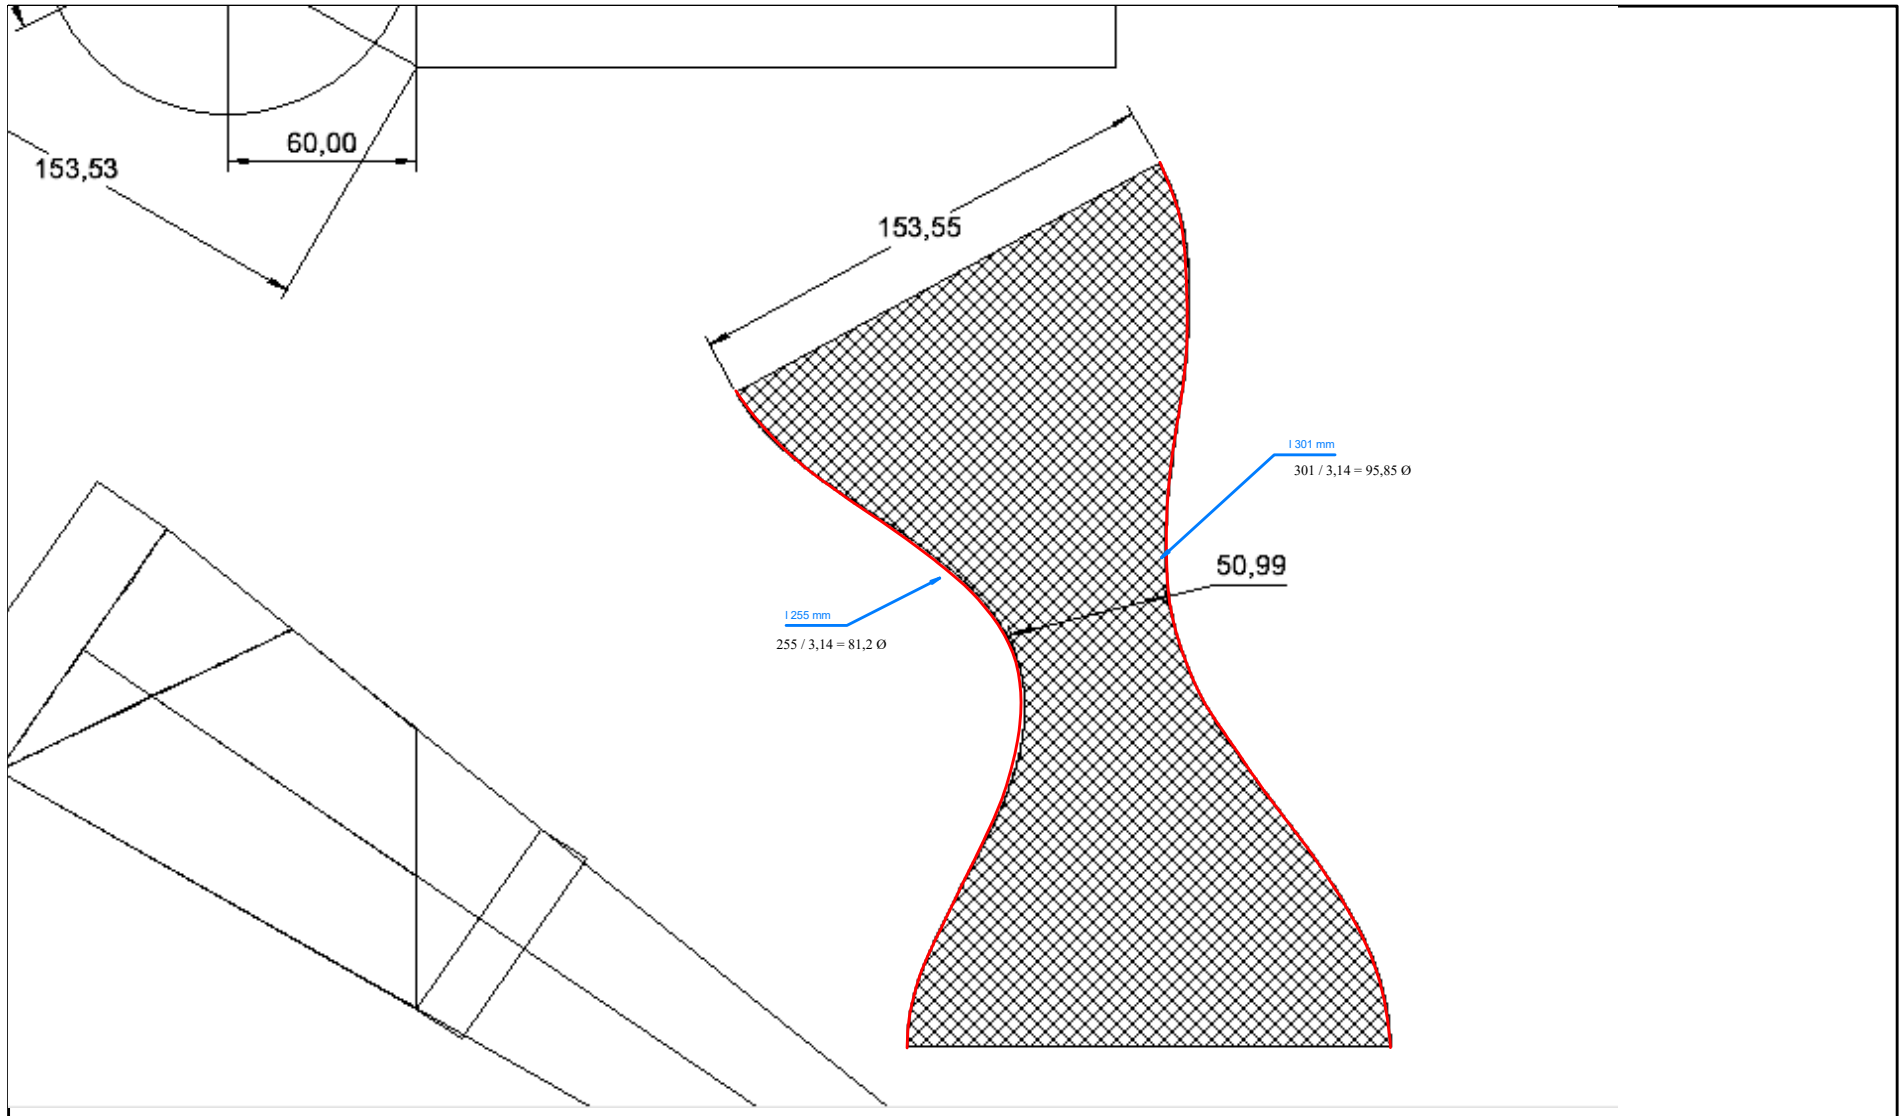 60,00
153,53
153,55
l 301 mm
301 / 3,14 = 95,85 Ø
50,99
l 255 mm
255 / 3,14 = 81,2 Ø